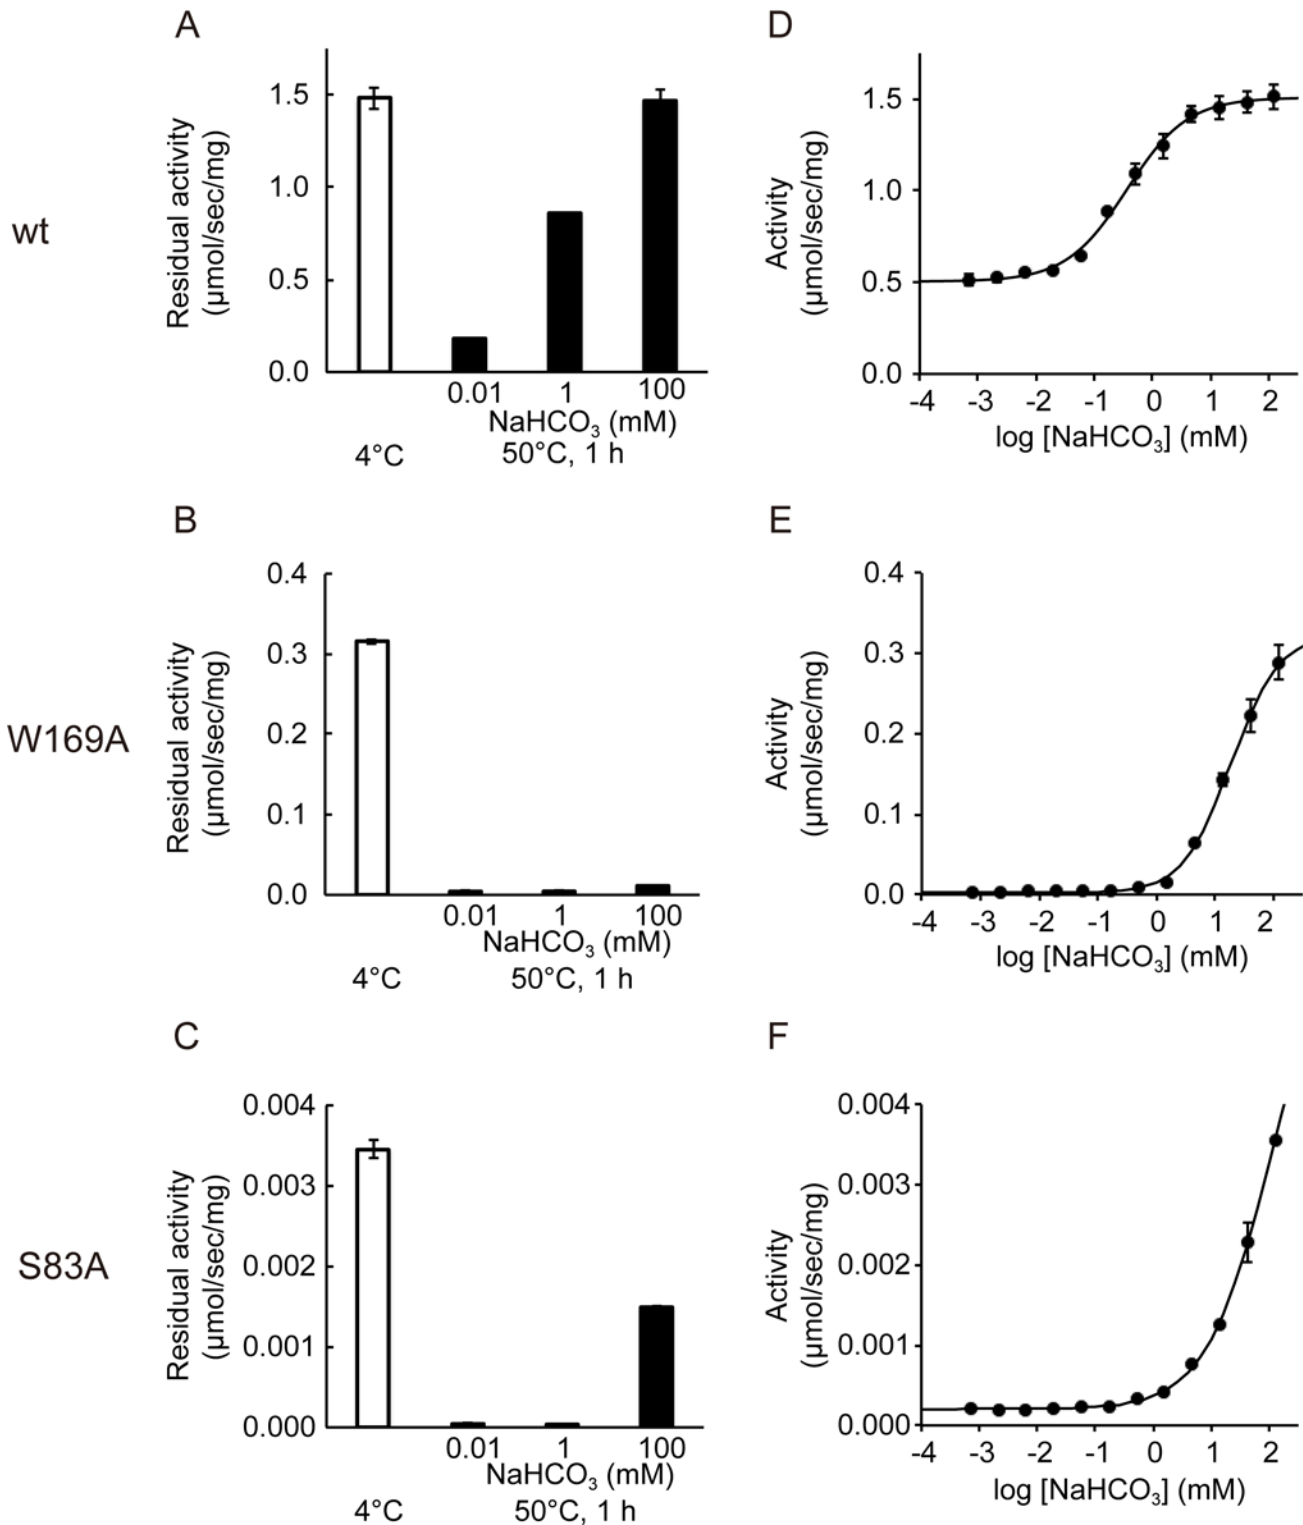 A
Residual activity
(µmol/sec/mg)
1.5
1.0
0.5
0.0
0.01 1 100
NaHCO₃ (mM)
4°C 50°C, 1 h
wt
D
Activity
(µmol/sec/mg)
1.5
1.0
0.5
0.0
-4 -3 -2 -1 0 1 2
log [NaHCO₃] (mM)
B
Residual activity
(µmol/sec/mg)
0.4
0.3
0.2
0.1
0.0
0.01 1 100
NaHCO₃ (mM)
4°C 50°C, 1 h
W169A
E
Activity
(µmol/sec/mg)
0.4
0.3
0.2
0.1
0.0
-4 -3 -2 -1 0 1 2
log [NaHCO₃] (mM)
C
Residual activity
(µmol/sec/mg)
0.004
0.003
0.002
0.001
0.000
0.01 1 100
NaHCO₃ (mM)
4°C 50°C, 1 h
S83A
F
Activity
(µmol/sec/mg)
0.004
0.003
0.002
0.001
0.000
-4 -3 -2 -1 0 1 2
log [NaHCO₃] (mM)